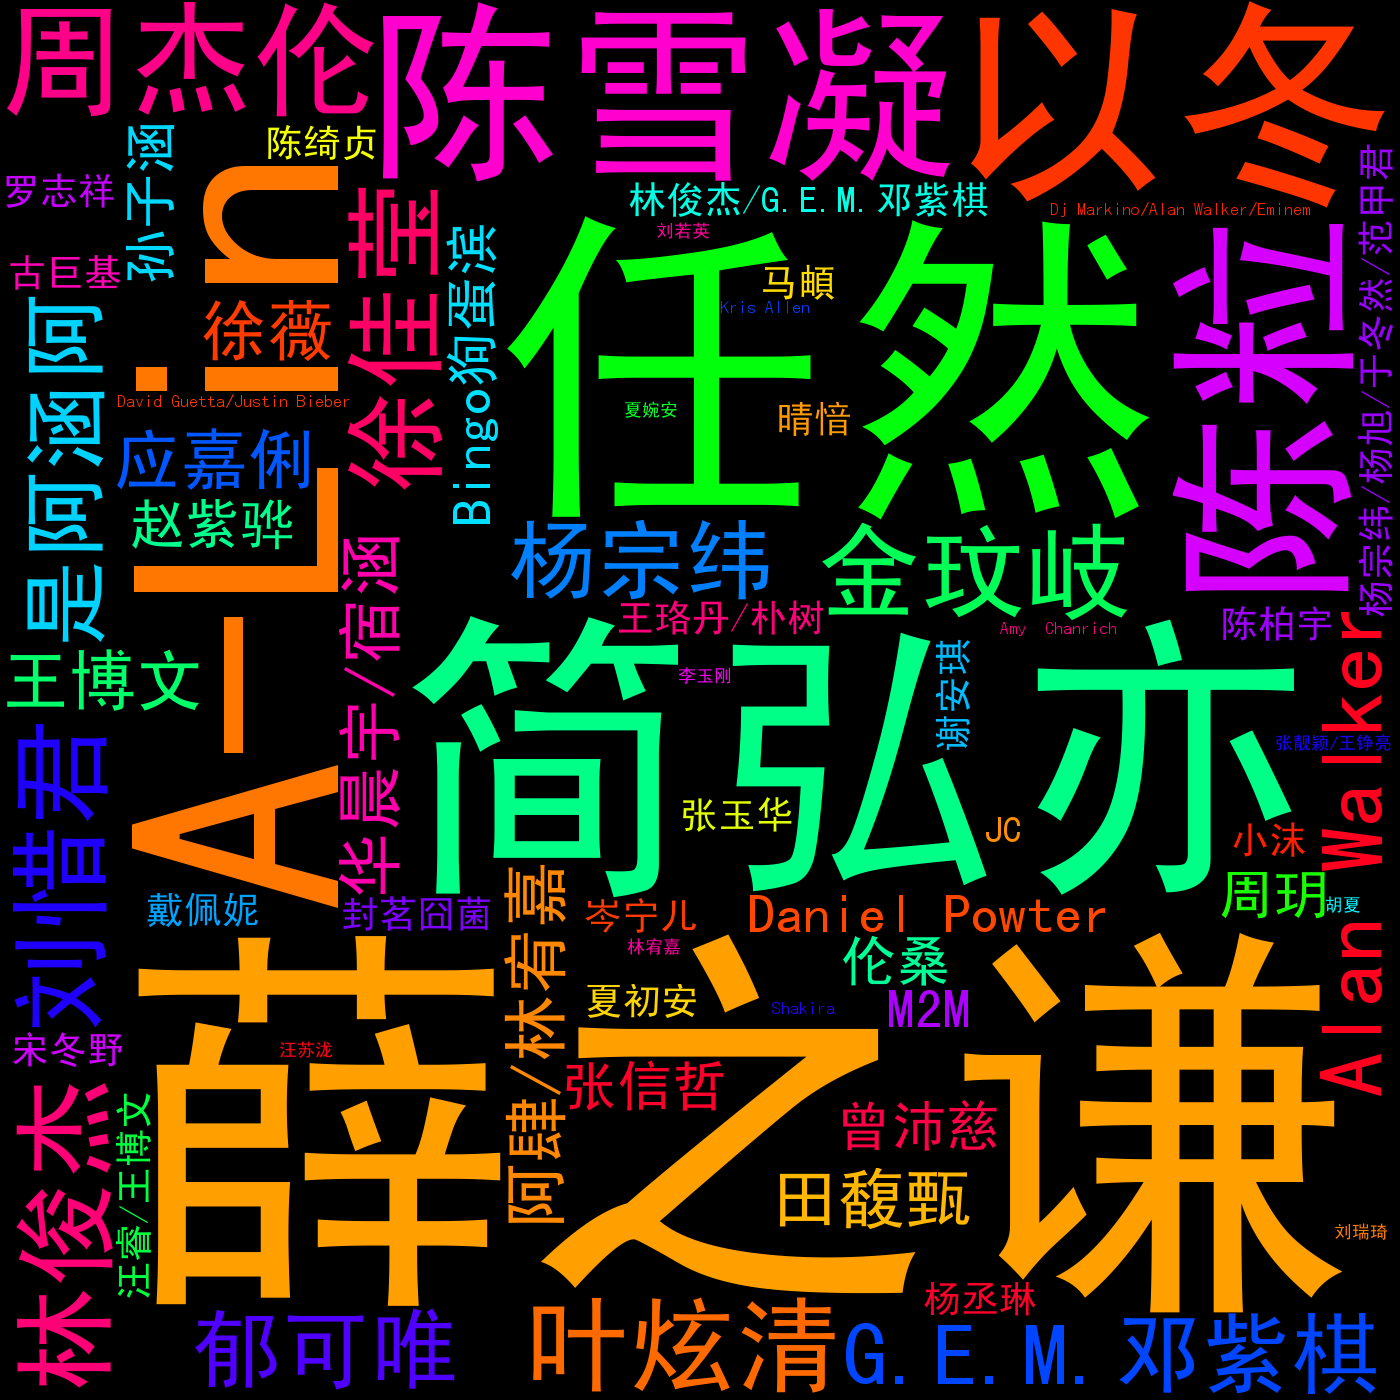 周杰伦
陈雪凝
以冬
孙子涵
陈绮贞
罗志祥
林俊杰/G.E.M.邓紫棋
Dj Markino/Alan Walker/Eminem
刘若英
古巨基
马頔
Kris Allen
徐薇
徐佳莹
Bingo狗蛋滨
任然
陈粒
杨宗纬/杨旭/于冬然/范甲君
是阿涵阿
A-Lin
David Guetta/Justin Bieber
夏婉安
晴愔
应嘉俐
赵紫骅
杨宗纬
金玟岐
王珞丹/朴树
Amy  Chanrich
陈柏宇
华晨宇/宿涵
简弘亦
王博文
李玉刚
谢安琪
张靓颖/王铮亮
Alan Walker
刘惜君
张玉华
JC
小沫
戴佩妮
封茗囧菌
阿肆/林宥嘉
岑宁儿
Daniel Powter
周玥
胡夏
林宥嘉
伦桑
薛之谦
夏初安
Shakira
M2M
宋冬野
汪苏泷
张信哲
林俊杰
汪睿/王博文
曾沛慈
田馥甄
刘瑞琦
杨丞琳
郁可唯
叶炫清
G.E.M.邓紫棋